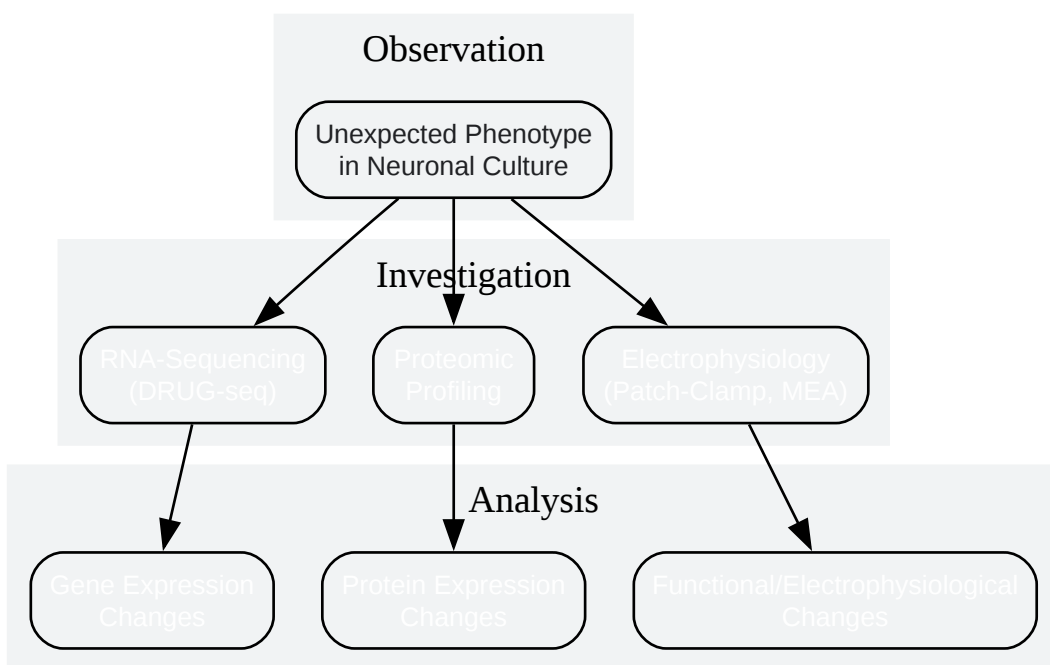 Observation
Unexpected Phenotype
in Neuronal Culture
Investigation
RNA-Sequencing
(DRUG-seq)
Proteomic
Profiling
Electrophysiology
(Patch-Clamp, MEA)
Analysis
Gene Expression
Changes
Protein Expression
Changes
Functional/Electrophysiological
Changes